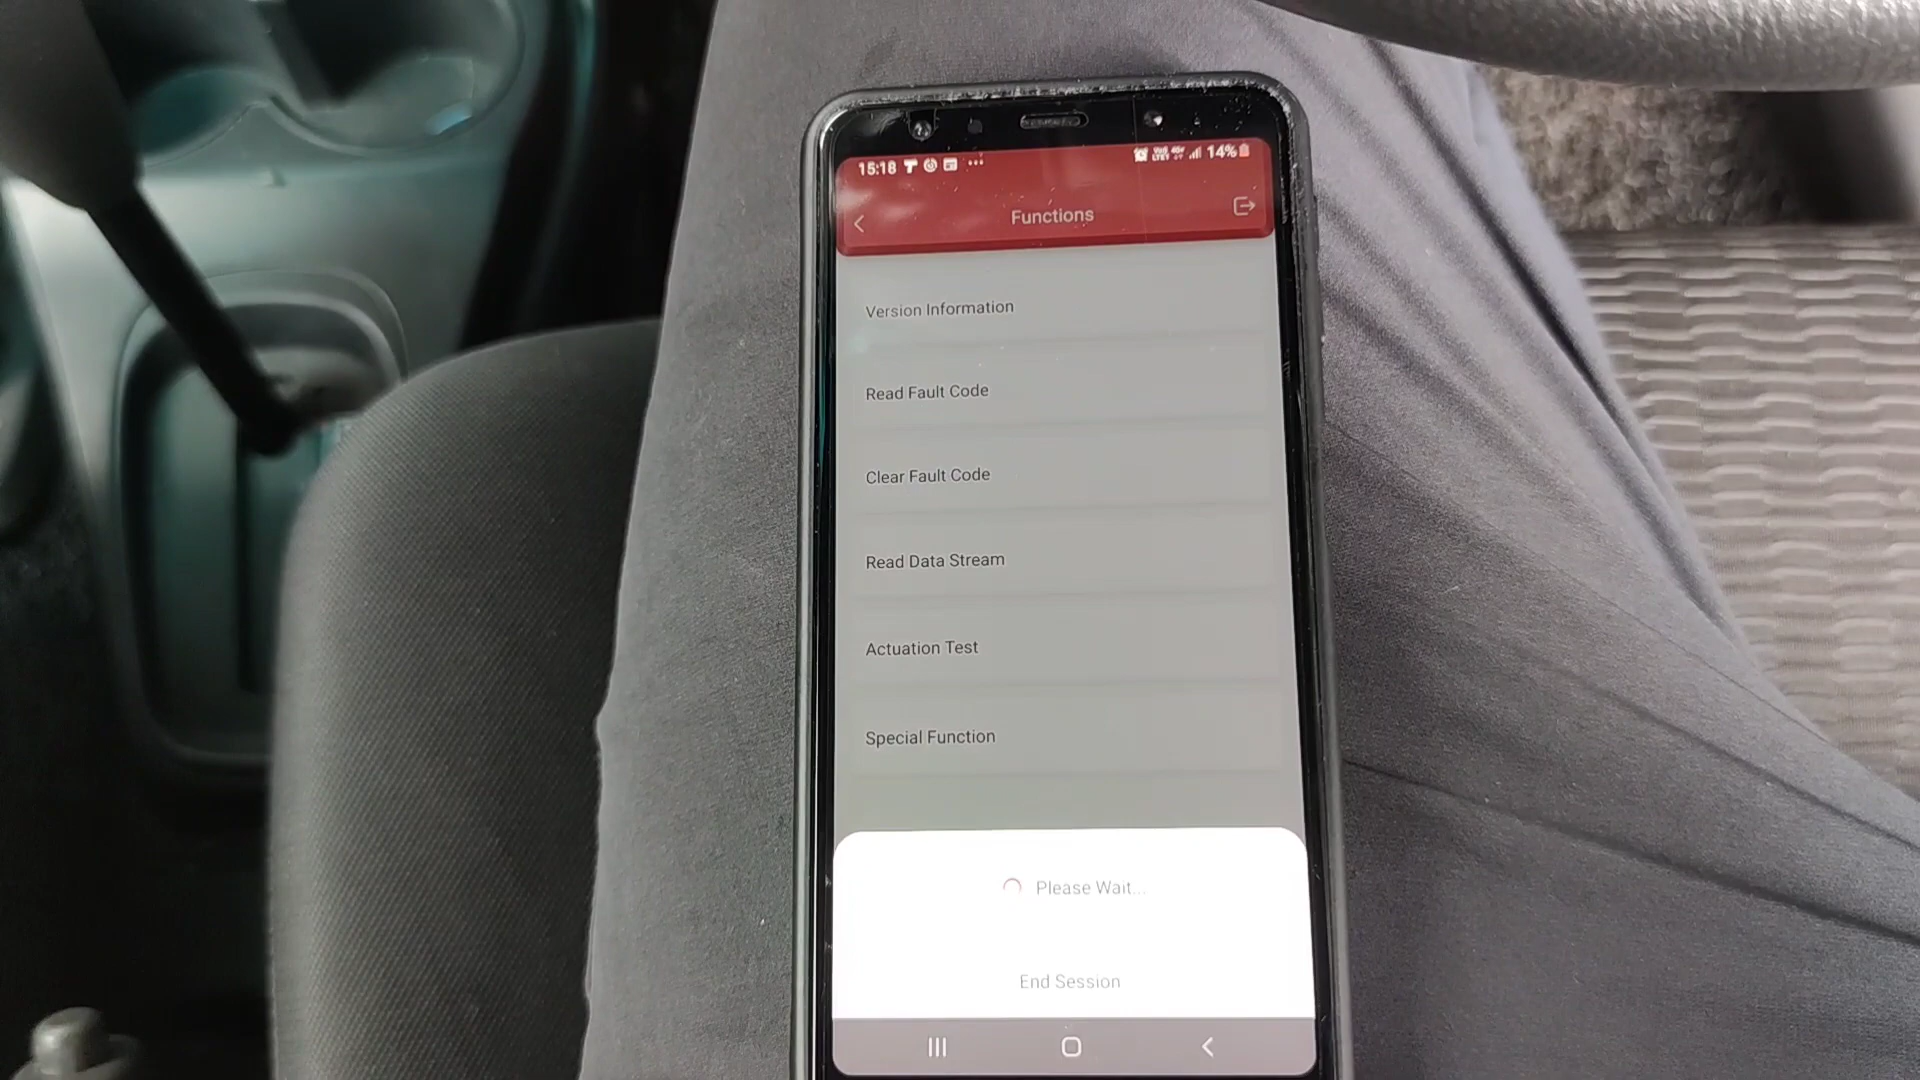 15:18
14%
Functions
Version Information
Read Fault Code
Clear Fault Code
Read Data Stream
Actuation Test
Special Function
Please Wait...
End Session